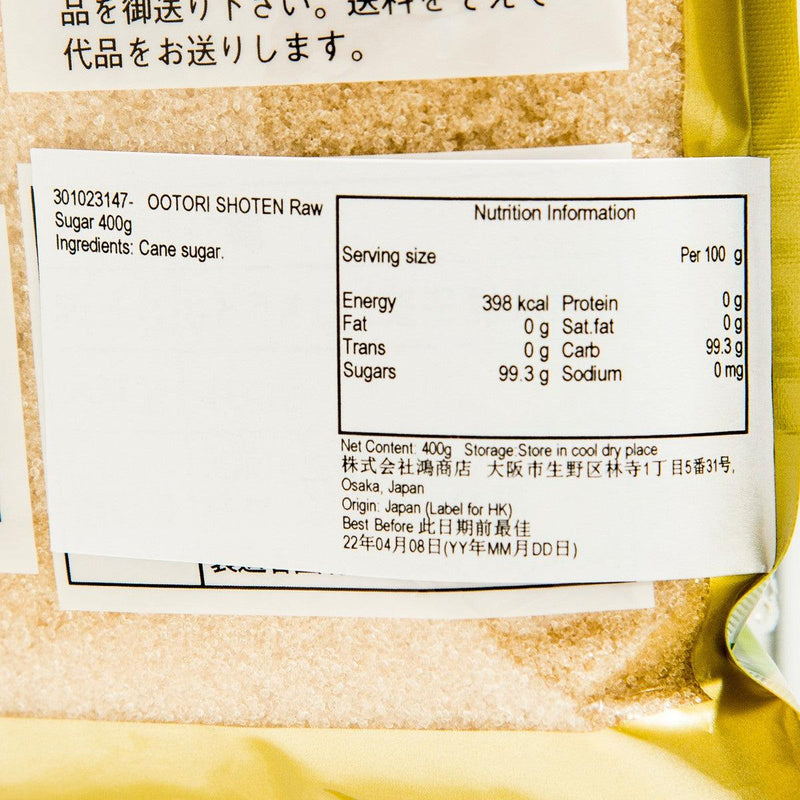 品を御送り下さい。送料をそえて
代品をお送りします。
301023147- OOTORI SHOTEN Raw
Sugar 400g
Ingredients: Cane sugar.
Nutrition Information
Serving size Per 100 g
Energy 398 kcal Protein 0 g
Fat 0 g Sat.fat 0 g
Trans 0 g Carb 99.3 g
Sugars 99.3 g Sodium 0 mg
Net Content: 400g Storage:Store in cool dry place
株式会社鴻商店 大阪市生野区林寺1丁目5番31号,
Osaka, Japan
Origin: Japan (Label for HK)
Best Before 此日期前最佳
22年04月08日(YY年MM月DD日)